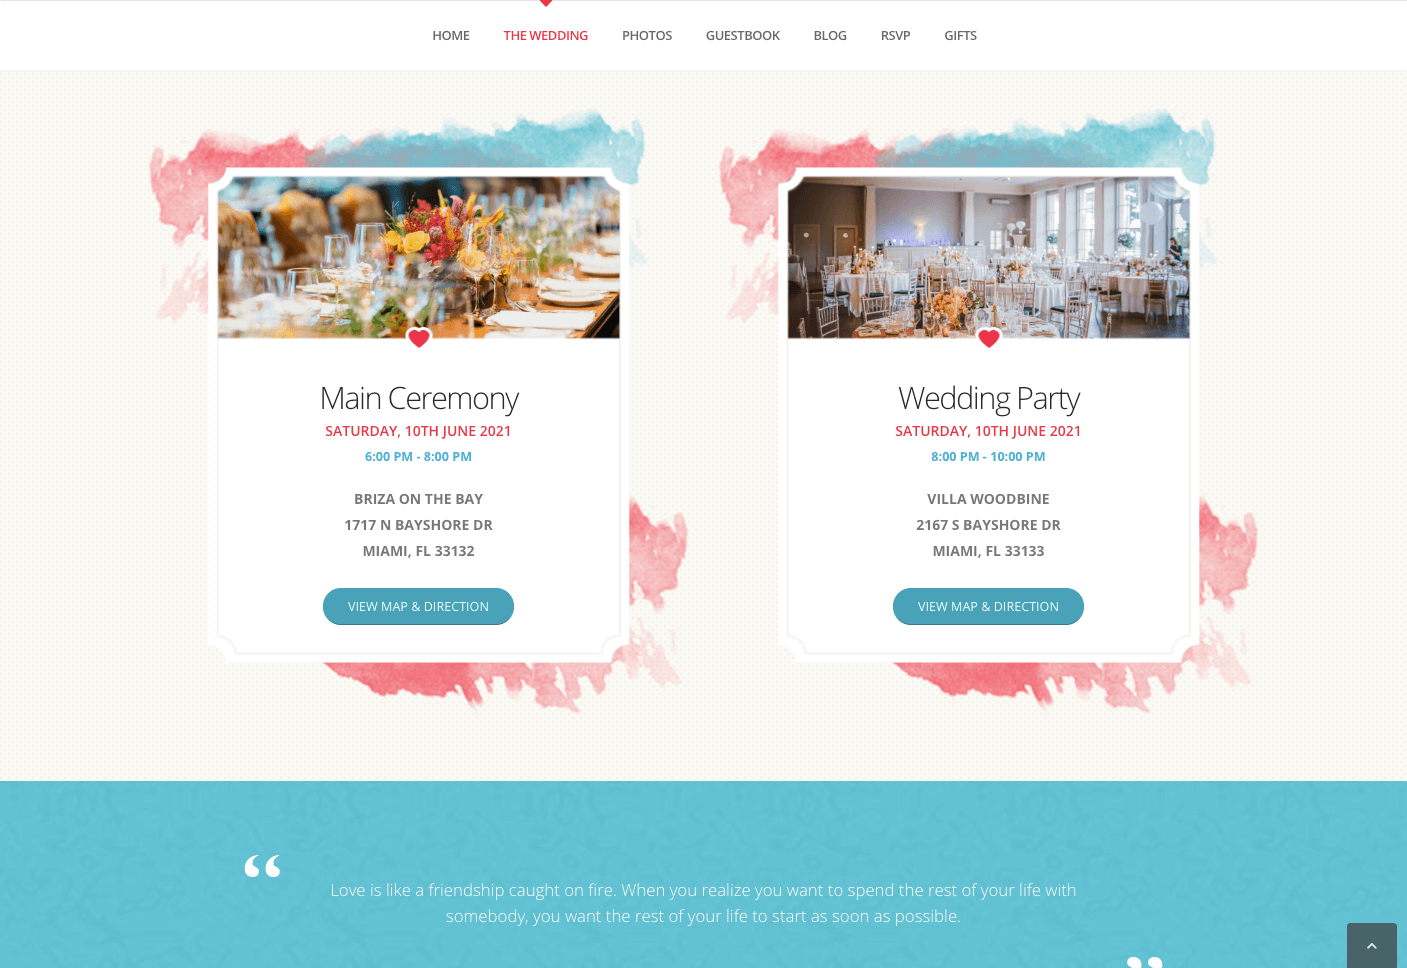 HOME THE WEDDING PHOTOS GUESTBOOK BLOG RSVP GIFTS
Main Ceremony
SATURDAY, 10TH JUNE 2021
6:00 PM - 8:00 PM
BRIZA ON THE BAY
1717 N BAYSHORE DR
MIAMI, FL 33132
VIEW MAP & DIRECTION
Wedding Party
SATURDAY, 10TH JUNE 2021
8:00 PM - 10:00 PM
VILLA WOODBINE
2167 S BAYSHORE DR
MIAMI, FL 33133
VIEW MAP & DIRECTION
“
Love is like a friendship caught on fire. When you realize you want to spend the rest of your life with
somebody, you want the rest of your life to start as soon as possible.
”